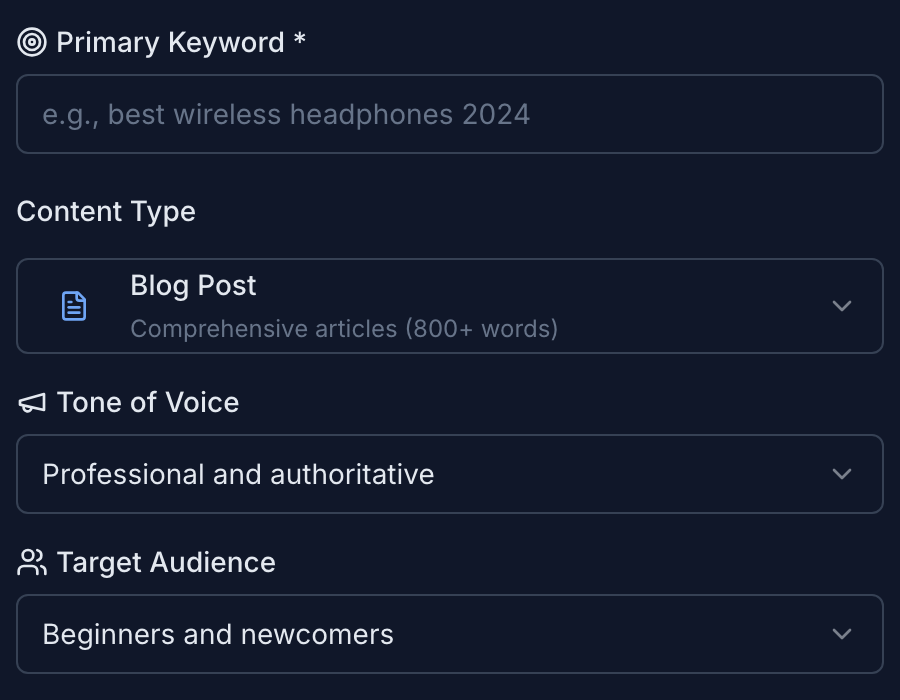 Primary Keyword *
e.g., best wireless headphones 2024
Content Type
Blog Post
Comprehensive articles (800+ words)
Tone of Voice
Professional and authoritative
Target Audience
Beginners and newcomers